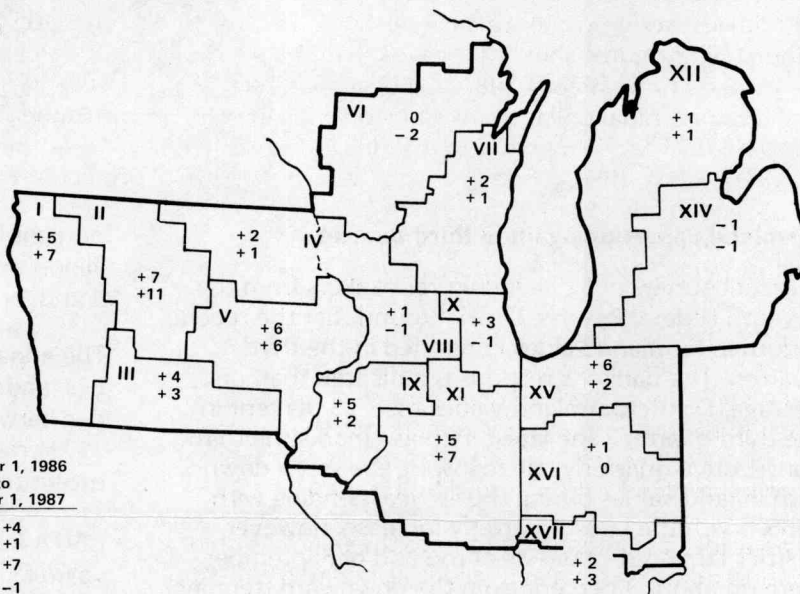 XII
+1
+1
VI
0
−2
VII
+2
+1
XIV
−1
−1
I
+5
+7
II
+7
+11
+2
+1
IV
V
+6
+6
+1
−1
VIII
X
+3
−1
III
+4
+3
+5
+2
IX
XI
+5
+7
XV
+6
+2
XVI
0
+1
XVII
+2
+3
r 1, 1986
o
r 1, 1987
+4
+1
+7
−1